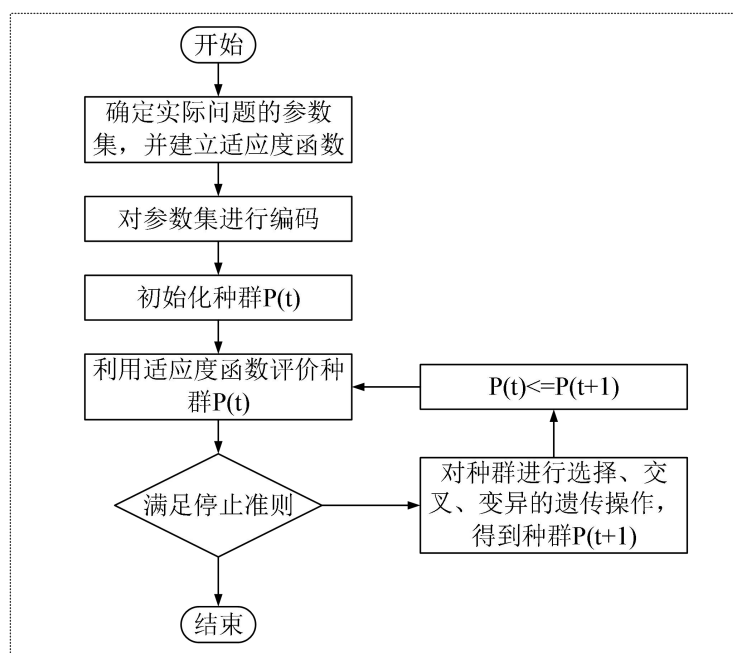 开始
确定实际问题的参数
集，并建立适应度函数
对参数集进行编码
初始化种群P(t)
利用适应度函数评价种
群P(t)
P(t)<=P(t+1)
满足停止准则
对种群进行选择、交
叉、变异的遗传操作，
得到种群P(t+1)
结束